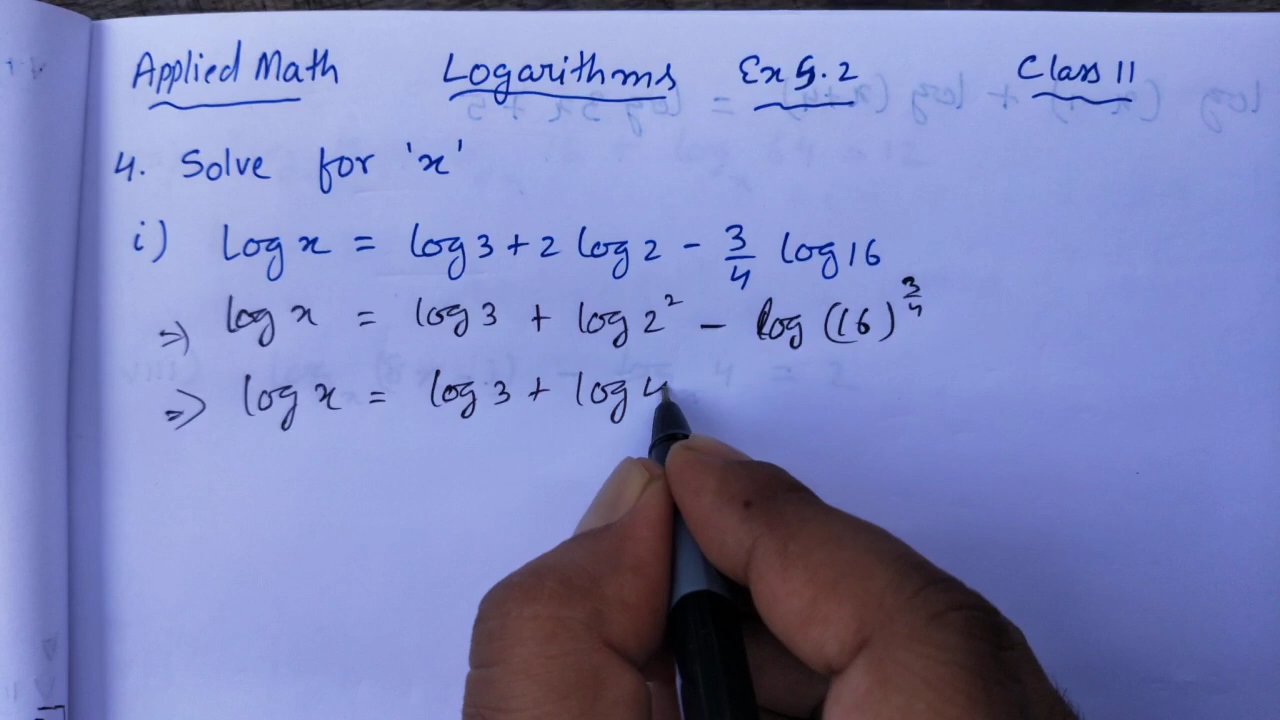 Applied Math Logarithms Ex 5.2 Class 11
4. Solve for 'x'
i) log x = log 3 + 2 log 2 - 3/4 log 16
⇒ log x = log 3 + log 2² - log (16)^3/4
⇒ log x = log 3 + log 4